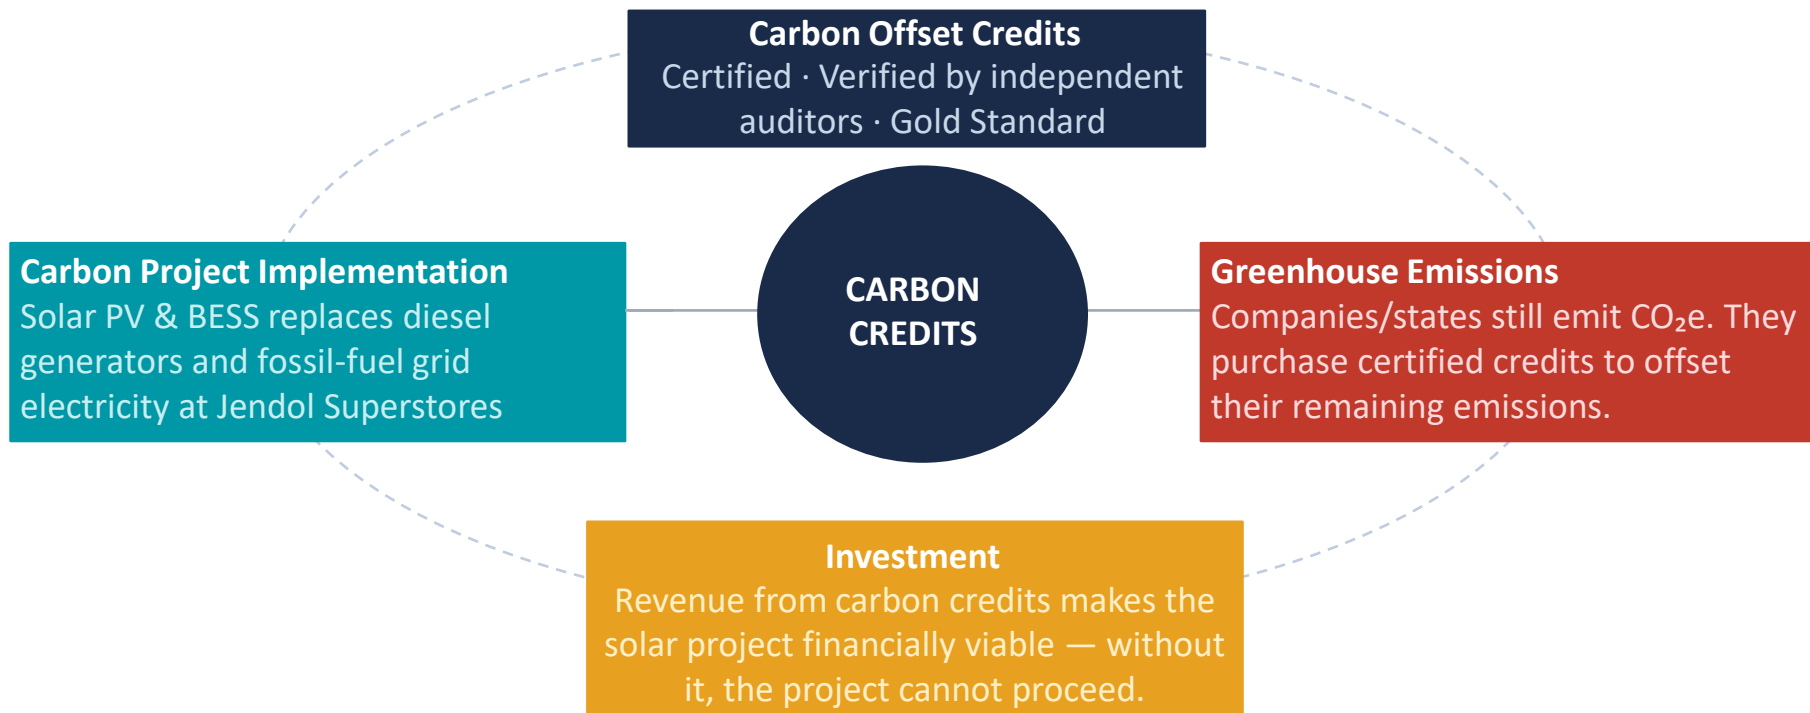 Carbon Offset Credits
Certified · Verified by independent
auditors · Gold Standard
Carbon Project Implementation
Solar PV & BESS replaces diesel
generators and fossil-fuel grid
electricity at Jendol Superstores
CARBON
CREDITS
Greenhouse Emissions
Companies/states still emit CO₂e. They
purchase certified credits to offset
their remaining emissions.
Investment
Revenue from carbon credits makes the
solar project financially viable — without
it, the project cannot proceed.